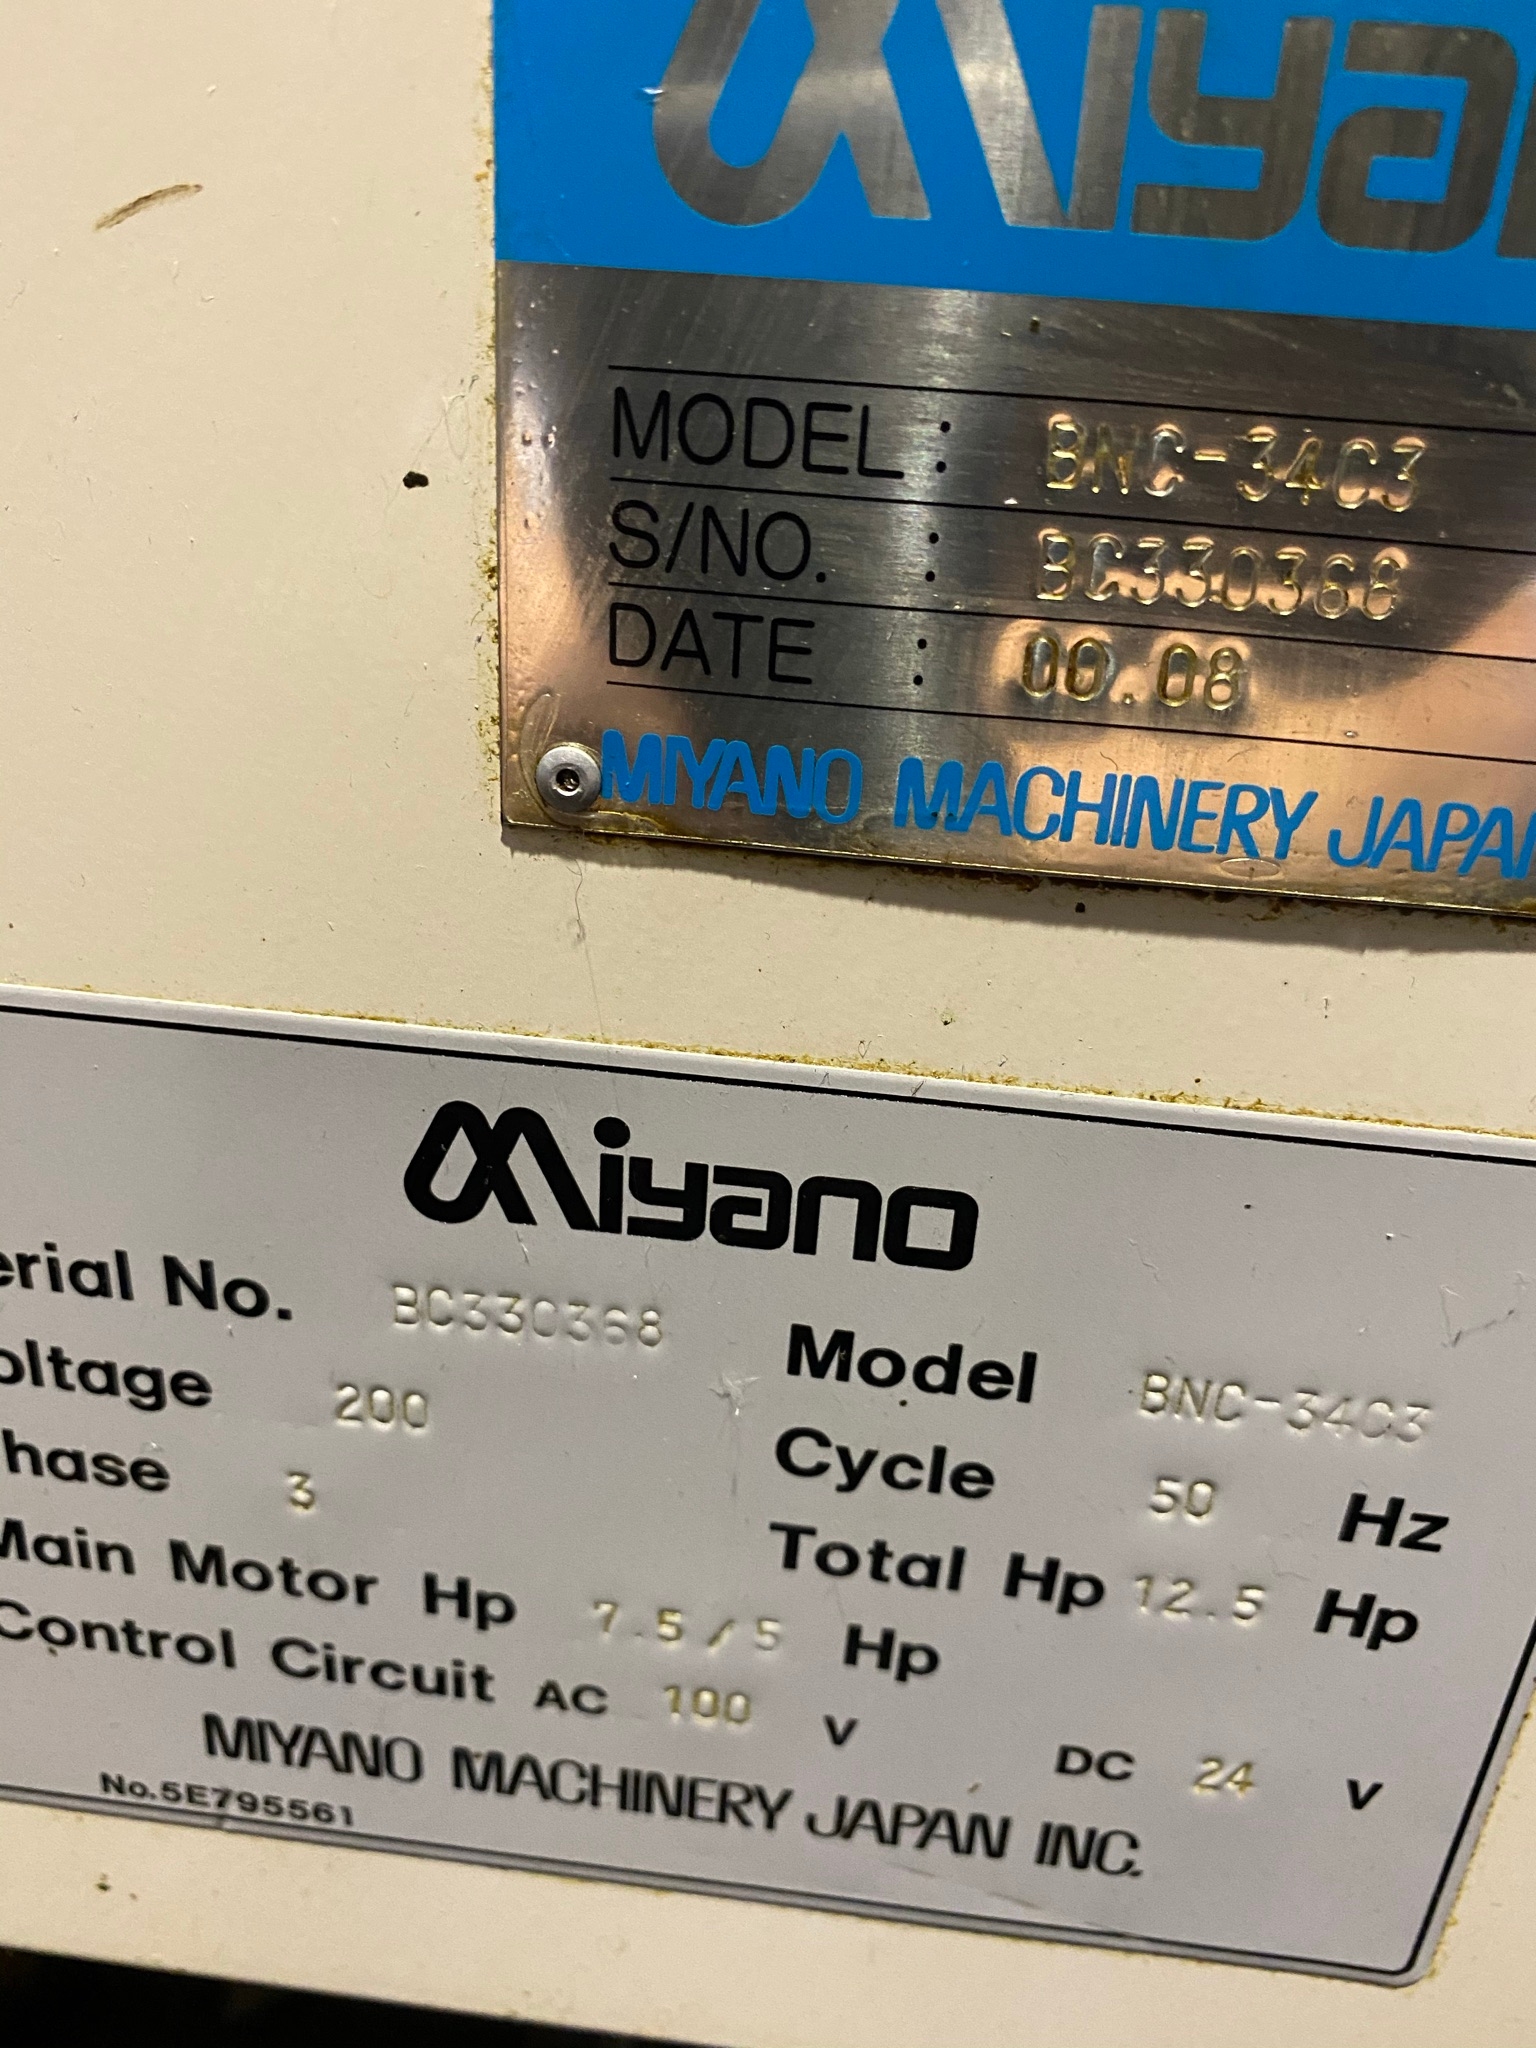 Miyan
MODEL : BNC-34C3
S/NO. : BC330368
DATE : 00.08
MIYANO MACHINERY JAPAN
Miyano
erial No. BC330368 Model BNC-34C3
oltage 200 Cycle 50 Hz
hase 3 Total Hp 12.5 Hp
Main Motor Hp 7.5/5 Hp
Control Circuit AC 100 V DC 24 V
MIYANO MACHINERY JAPAN INC.
No.5E795561